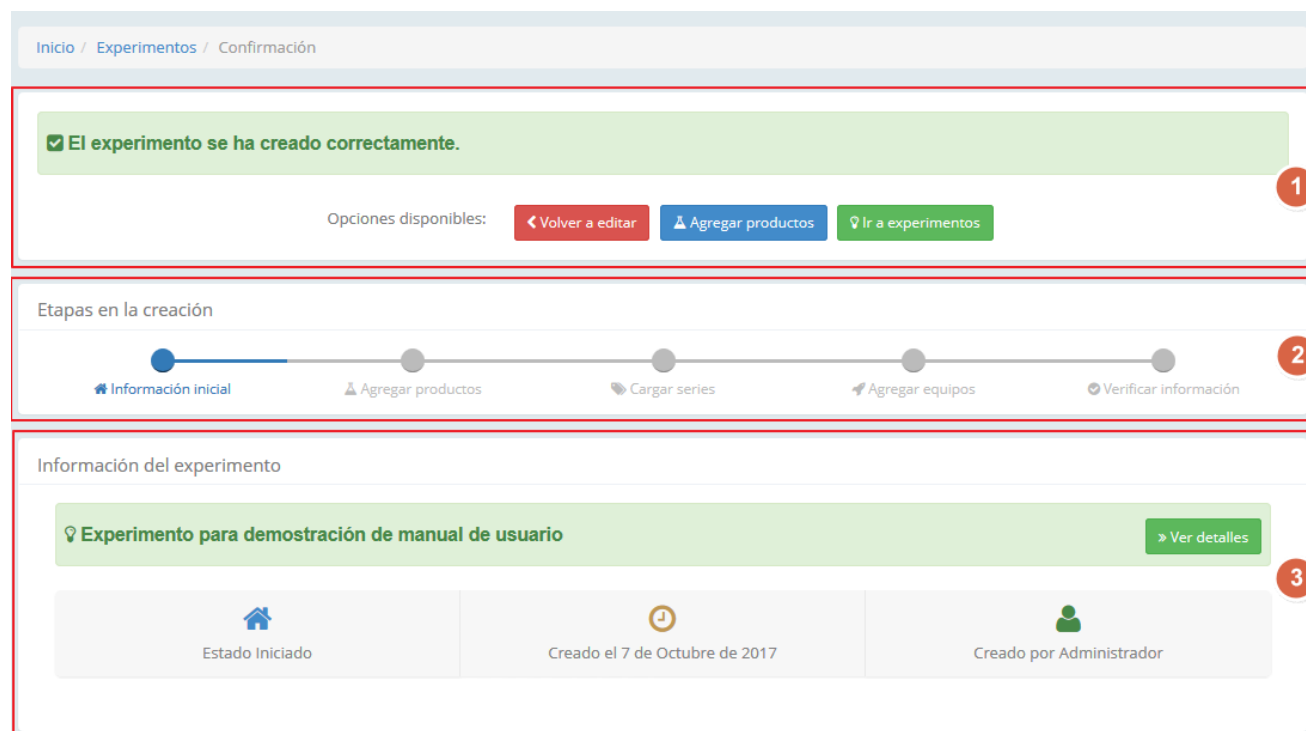 Inicio / Experimentos / Confirmación
El experimento se ha creado correctamente.
1
Opciones disponibles: Volver a editar Agregar productos Ir a experimentos
Etapas en la creación
2
Información inicial Agregar productos Cargar series Agregar equipos Verificar información
Información del experimento
Experimento para demostración de manual de usuario » Ver detalles
3
Estado Iniciado Creado el 7 de Octubre de 2017 Creado por Administrador